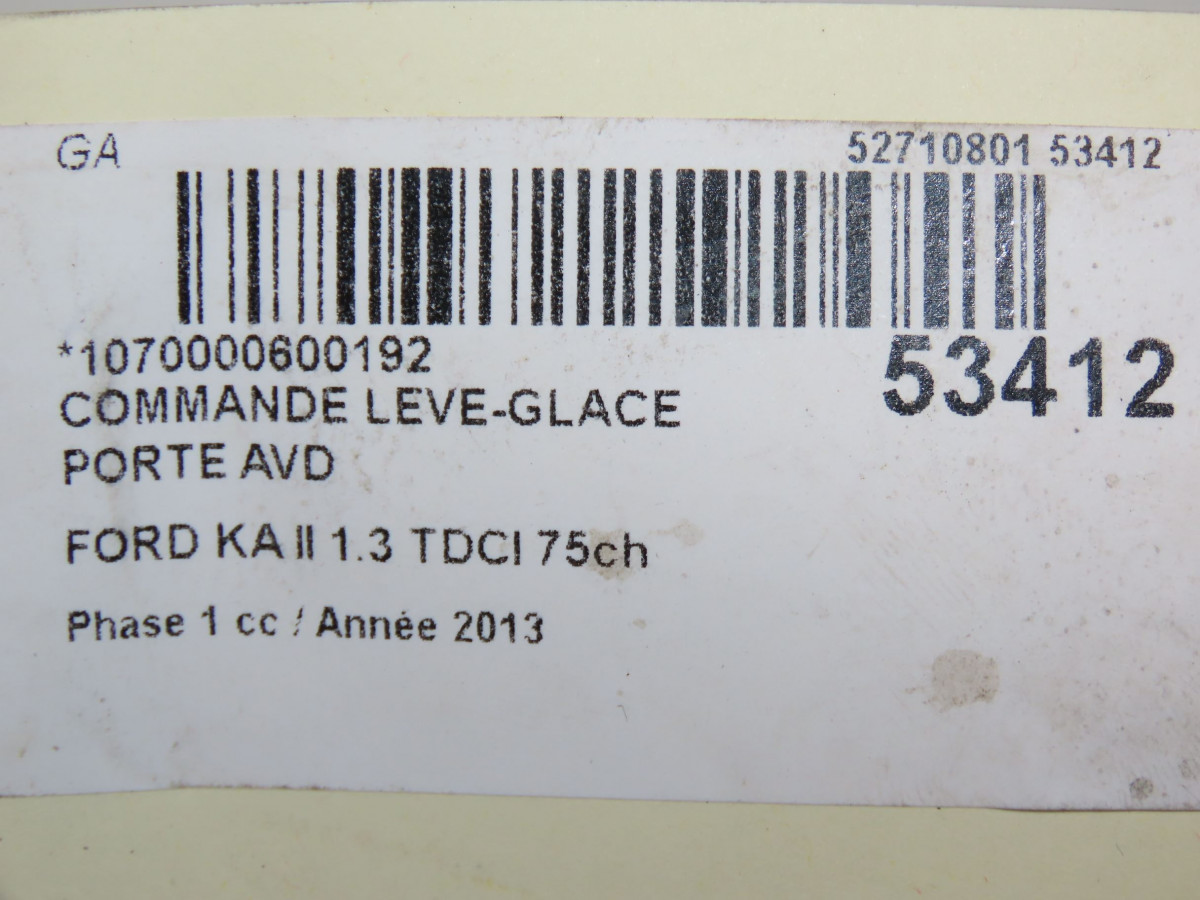 GA
52710801 53412
*1070000600192
53412
COMMANDE LEVE-GLACE
PORTE AVD
FORD KA II 1.3 TDCI 75ch
Phase 1 cc / Année 2013